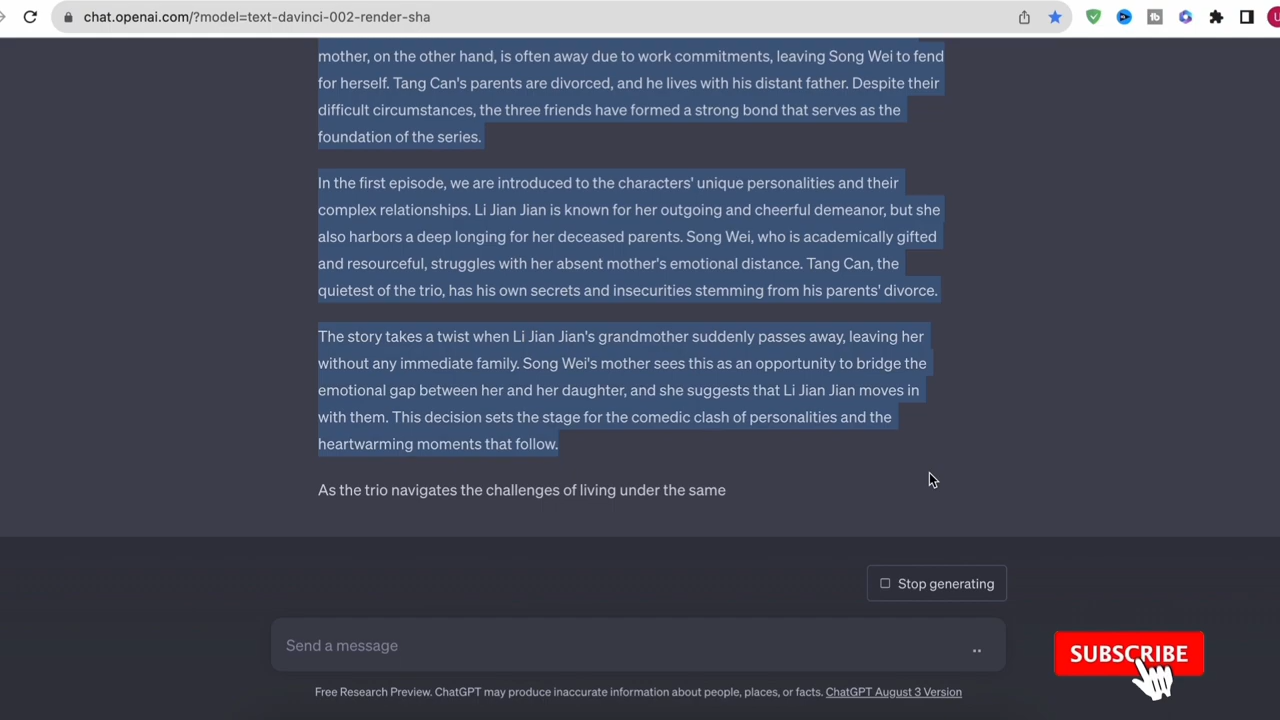 chat.openai.com/?model=text-davinci-002-render-sha
mother, on the other hand, is often away due to work commitments, leaving Song Wei to fend
for herself. Tang Can's parents are divorced, and he lives with his distant father. Despite their
difficult circumstances, the three friends have formed a strong bond that serves as the
foundation of the series.
In the first episode, we are introduced to the characters' unique personalities and their
complex relationships. Li Jian Jian is known for her outgoing and cheerful demeanor, but she
also harbors a deep longing for her deceased parents. Song Wei, who is academically gifted
and resourceful, struggles with her absent mother's emotional distance. Tang Can, the
quietest of the trio, has his own secrets and insecurities stemming from his parents' divorce.
The story takes a twist when Li Jian Jian's grandmother suddenly passes away, leaving her
without any immediate family. Song Wei's mother sees this as an opportunity to bridge the
emotional gap between her and her daughter, and she suggests that Li Jian Jian moves in
with them. This decision sets the stage for the comedic clash of personalities and the
heartwarming moments that follow.
As the trio navigates the challenges of living under the same
Stop generating
Send a message
SUBSCRIBE
Free Research Preview. ChatGPT may produce inaccurate information about people, places, or facts. ChatGPT August 3 Version